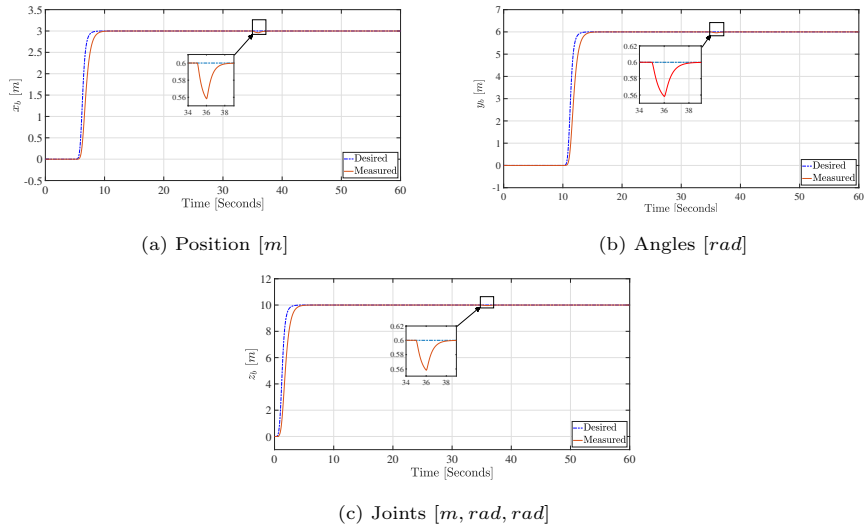 3.5
3
2.5
2
1.5
1
0.5
0
-0.5
x_b [m]
0.6
0.58
0.56
34 36 38
Desired
Measured
0 10 20 30 40 50 60
Time [Seconds]
(a) Position [m]
7
6
5
4
3
2
1
0
-1
y_b [m]
0.62
0.6
0.58
0.56
34 36 38
Desired
Measured
0 10 20 30 40 50 60
Time [Seconds]
(b) Angles [rad]
12
10
8
6
4
2
0
z_b [m]
0.62
0.6
0.58
0.56
34 36 38
Desired
Measured
0 10 20 30 40 50 60
Time [Seconds]
(c) Joints [m, rad, rad]